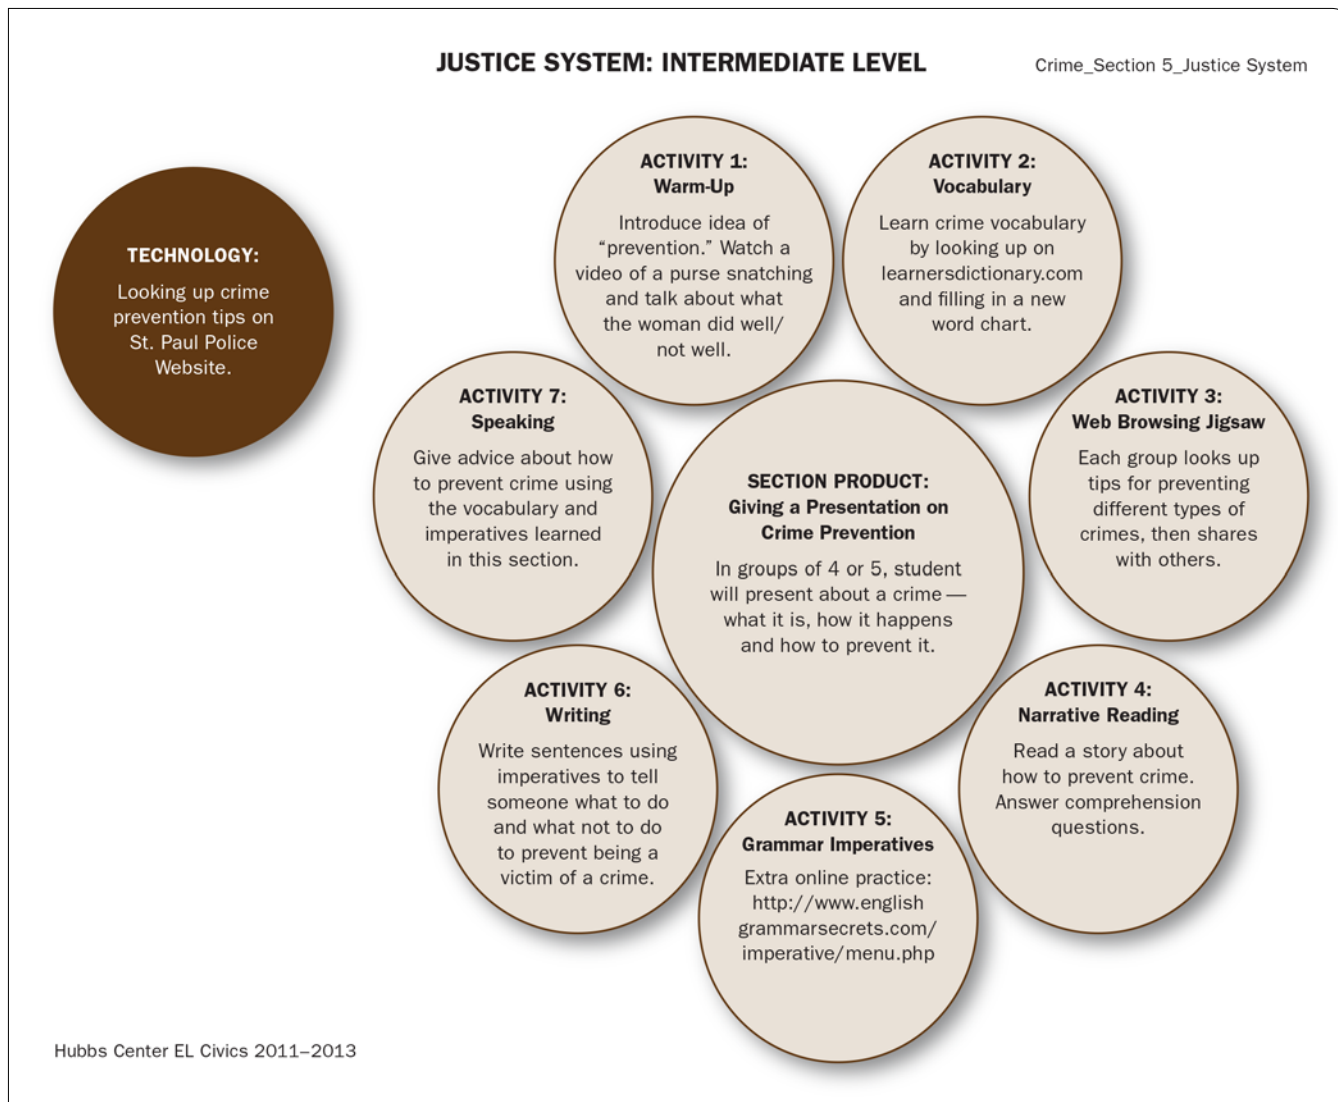 JUSTICE SYSTEM: INTERMEDIATE LEVEL
Crime_Section 5_Justice System
TECHNOLOGY:
Looking up crime
prevention tips on
St. Paul Police
Website.
ACTIVITY 1:
Warm-Up
Introduce idea of
“prevention.” Watch a
video of a purse snatching
and talk about what
the woman did well/
not well.
ACTIVITY 2:
Vocabulary
Learn crime vocabulary
by looking up on
learnersdictionary.com
and filling in a new
word chart.
ACTIVITY 3:
Web Browsing Jigsaw
Each group looks up
tips for preventing
different types of
crimes, then shares
with others.
ACTIVITY 4:
Narrative Reading
Read a story about
how to prevent crime.
Answer comprehension
questions.
ACTIVITY 5:
Grammar Imperatives
Extra online practice:
http://www.english
grammarsecrets.com/
imperative/menu.php
ACTIVITY 6:
Writing
Write sentences using
imperatives to tell
someone what to do
and what not to do
to prevent being a
victim of a crime.
ACTIVITY 7:
Speaking
Give advice about how
to prevent crime using
the vocabulary and
imperatives learned
in this section.
SECTION PRODUCT:
Giving a Presentation on
Crime Prevention
In groups of 4 or 5, student
will present about a crime —
what it is, how it happens
and how to prevent it.
Hubbs Center EL Civics 2011–2013